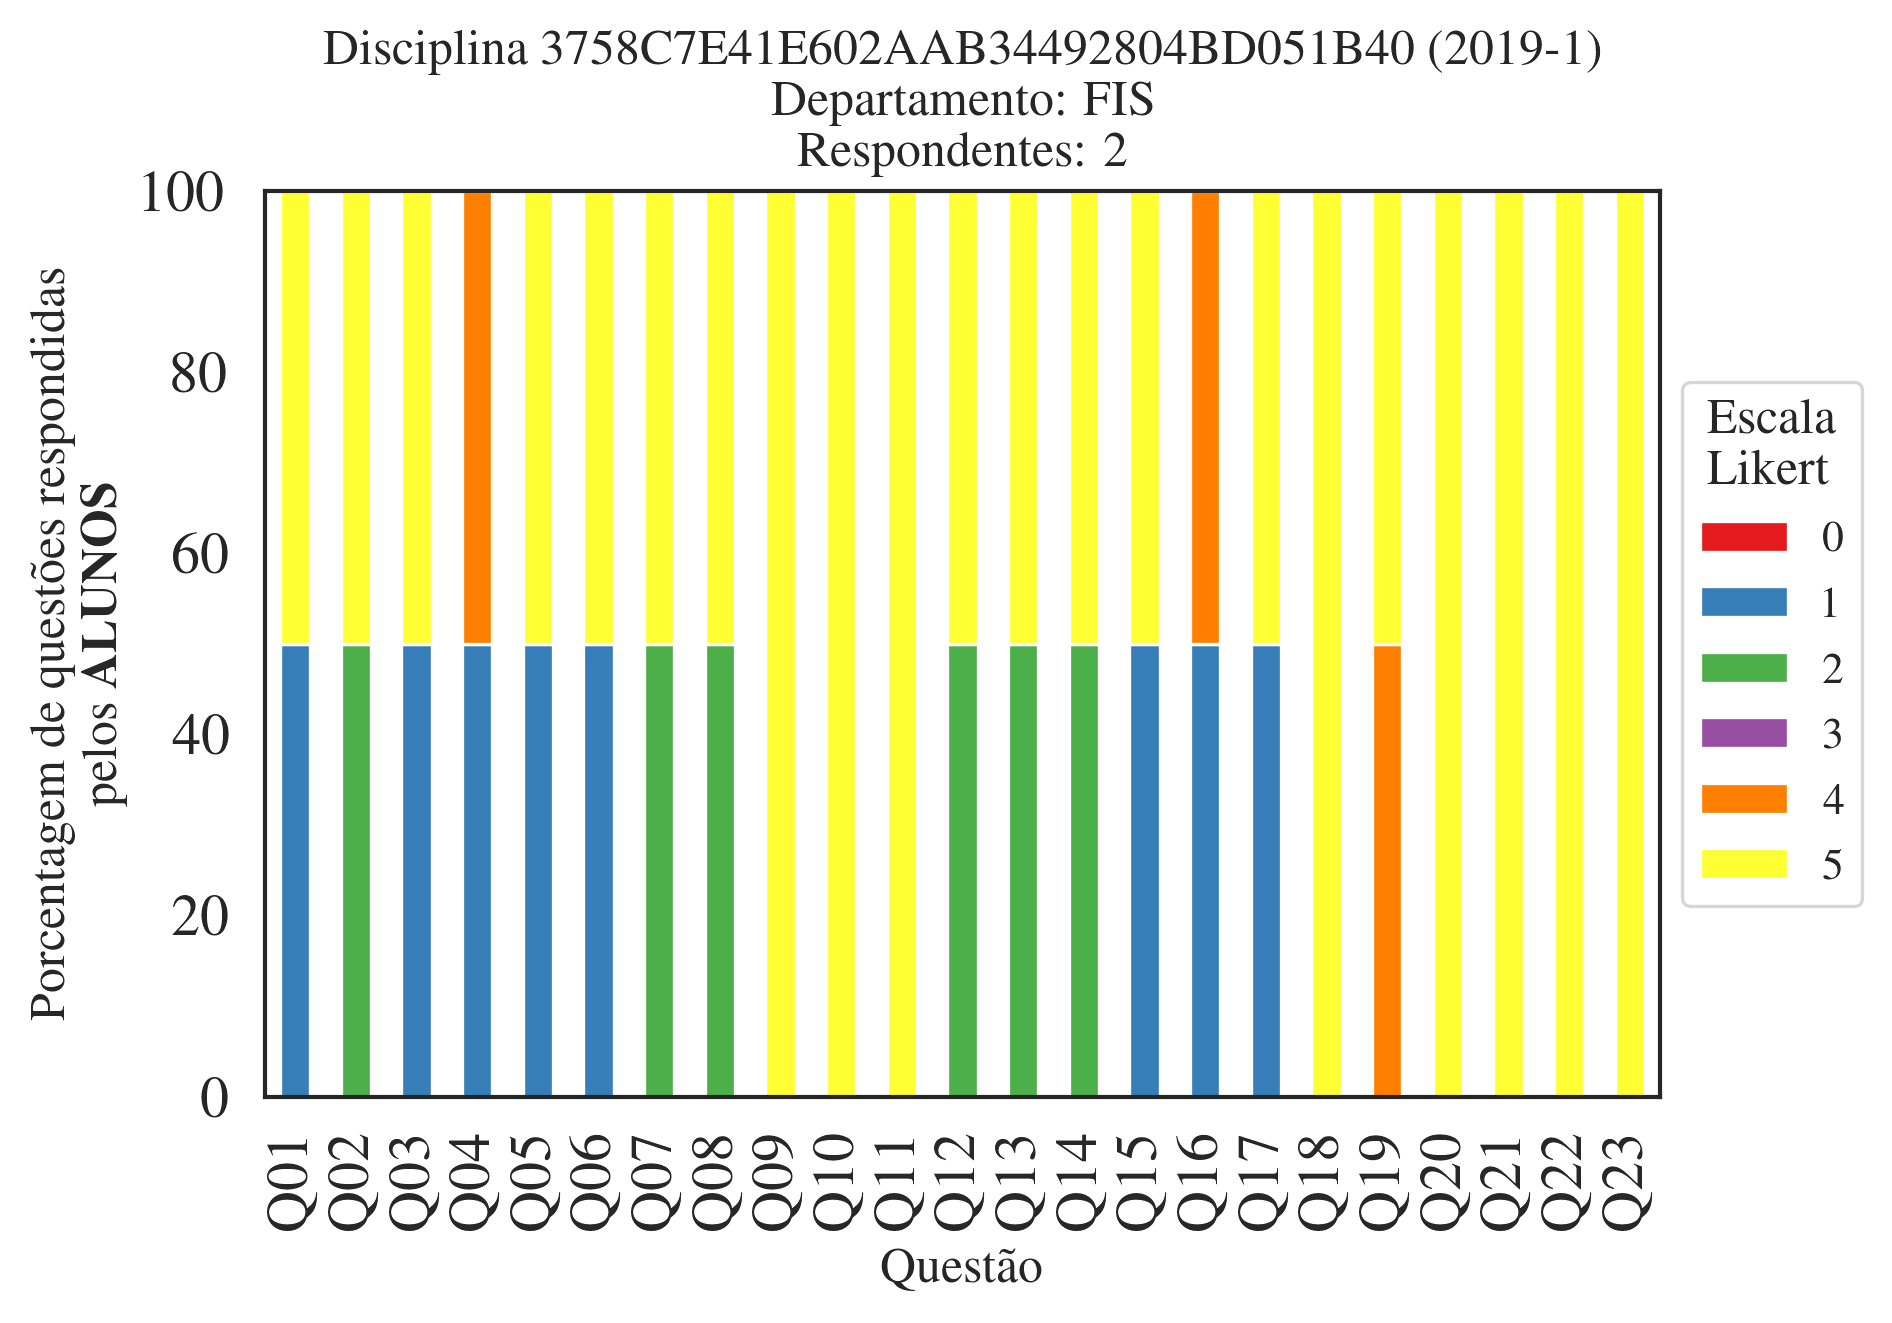 Disciplina 3758C7E41E602AAB34492804BD051B40 (2019-1)
Departamento: FIS
Respondentes: 2
Porcentagem de questões respondidas
pelos ALUNOS
100
80
60
40
20
0
Q01
Q02
Q03
Q04
Q05
Q06
Q07
Q08
Q09
Q10
Q11
Q12
Q13
Q14
Q15
Q16
Q17
Q18
Q19
Q20
Q21
Q22
Q23
Questão
Escala
Likert
0
1
2
3
4
5